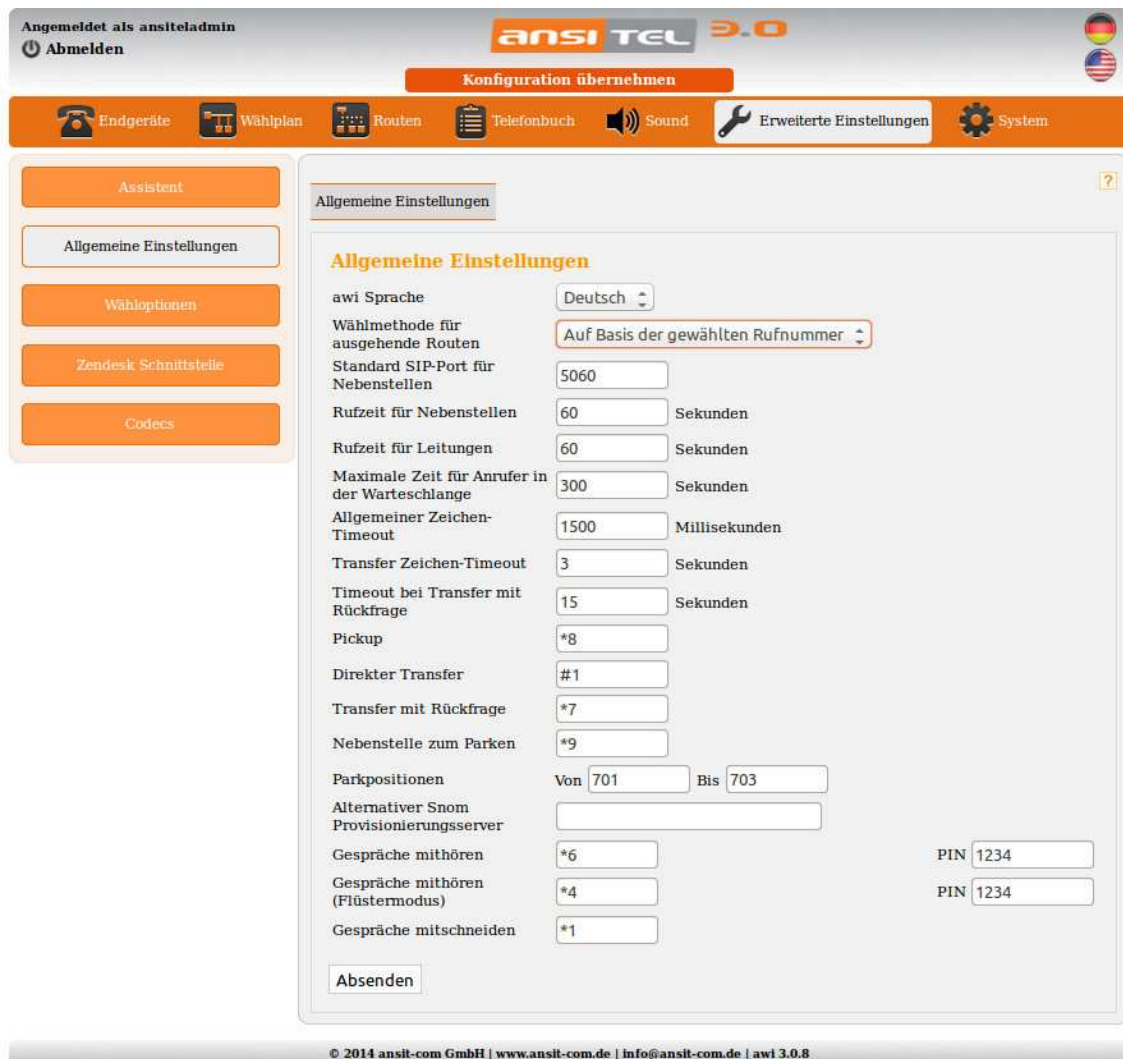 Angemeldet als ansiteladmin
Abmelden
ansi TEL 3.0
Konfiguration übernehmen
Endgeräte Wählplan Routen Telefonbuch Sound Erweiterte Einstellungen System
Assistent
Allgemeine Einstellungen
Wähloptionen
Zendesk Schnittstelle
Codecs
Allgemeine Einstellungen
?
Allgemeine Einstellungen
awi Sprache Deutsch
Wählmethode für
ausgehende Routen Auf Basis der gewählten Rufnummer
Standard SIP-Port für
Nebenstellen 5060
Rufzeit für Nebenstellen 60 Sekunden
Rufzeit für Leitungen 60 Sekunden
Maximale Zeit für Anrufer in
der Warteschlange 300 Sekunden
Allgemeiner Zeichen-
Timeout 1500 Millisekunden
Transfer Zeichen-Timeout 3 Sekunden
Timeout bei Transfer mit
Rückfrage 15 Sekunden
Pickup *8
Direkter Transfer #1
Transfer mit Rückfrage *7
Nebenstelle zum Parken *9
Parkpositionen Von 701 Bis 703
Alternativer Snom
Provisionierungsserver
Gespräche mithören *6 PIN 1234
Gespräche mithören
(Flüstermodus) *4 PIN 1234
Gespräche mitschneiden *1
Absenden
© 2014 ansit-com GmbH | www.ansit-com.de | info@ansit-com.de | awi 3.0.8